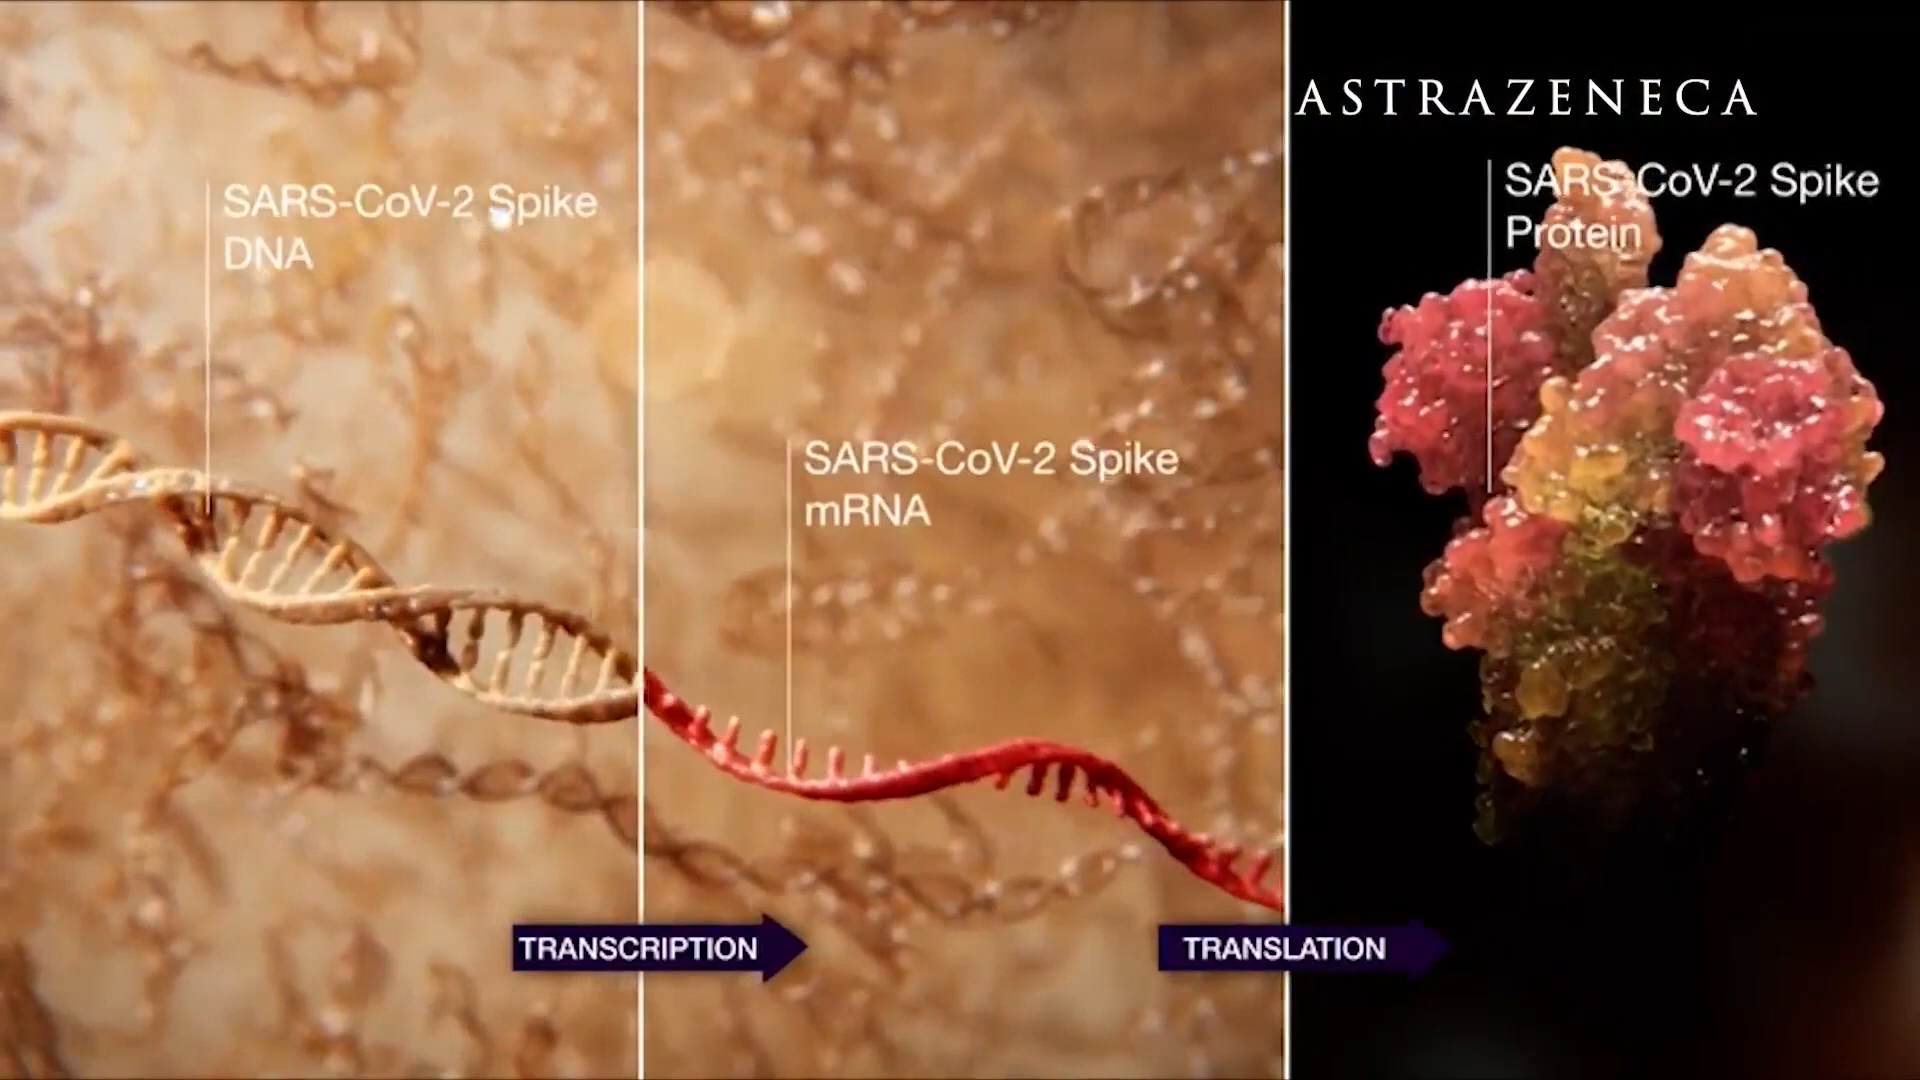 ASTRAZENECA
SARS-CoV-2 Spike
DNA
SARS-CoV-2 Spike
mRNA
SARS-CoV-2 Spike
Protein
TRANSCRIPTION
TRANSLATION